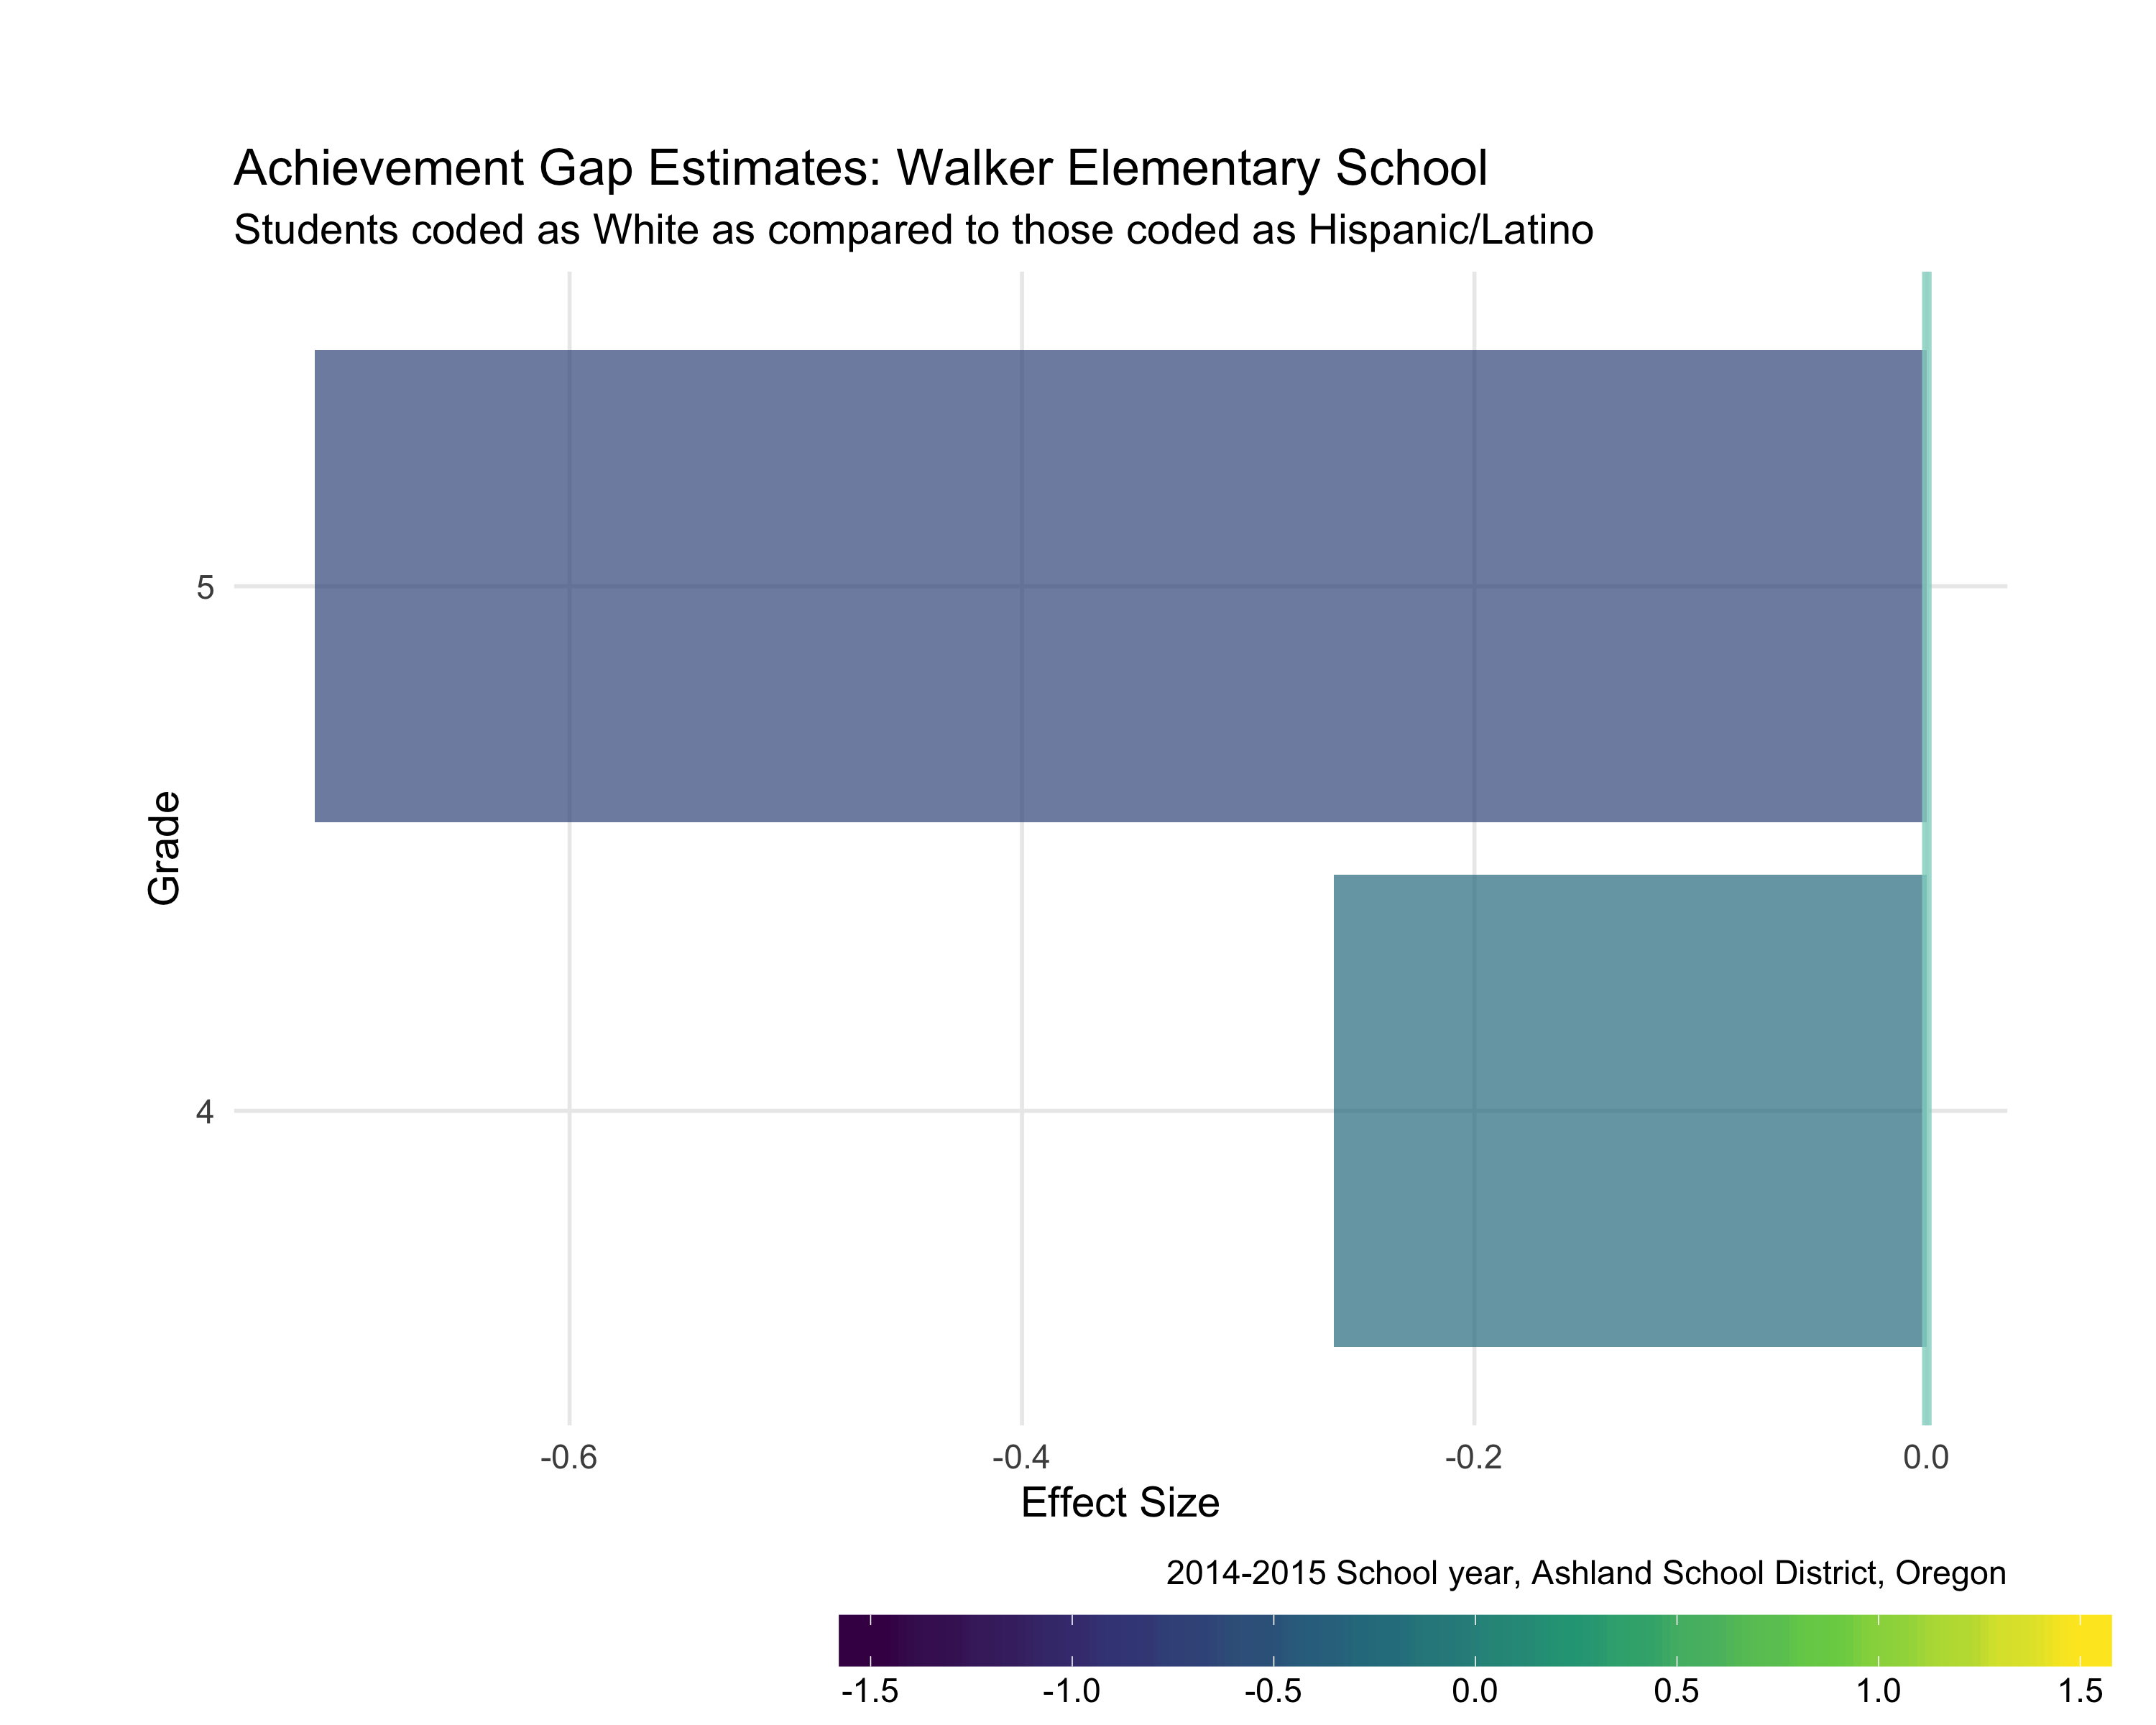 Achievement Gap Estimates: Walker Elementary School
Students coded as White as compared to those coded as Hispanic/Latino
5
Grade
4
-0.6 -0.4 -0.2 0.0
Effect Size
2014-2015 School year, Ashland School District, Oregon
-1.5 -1.0 -0.5 0.0 0.5 1.0 1.5